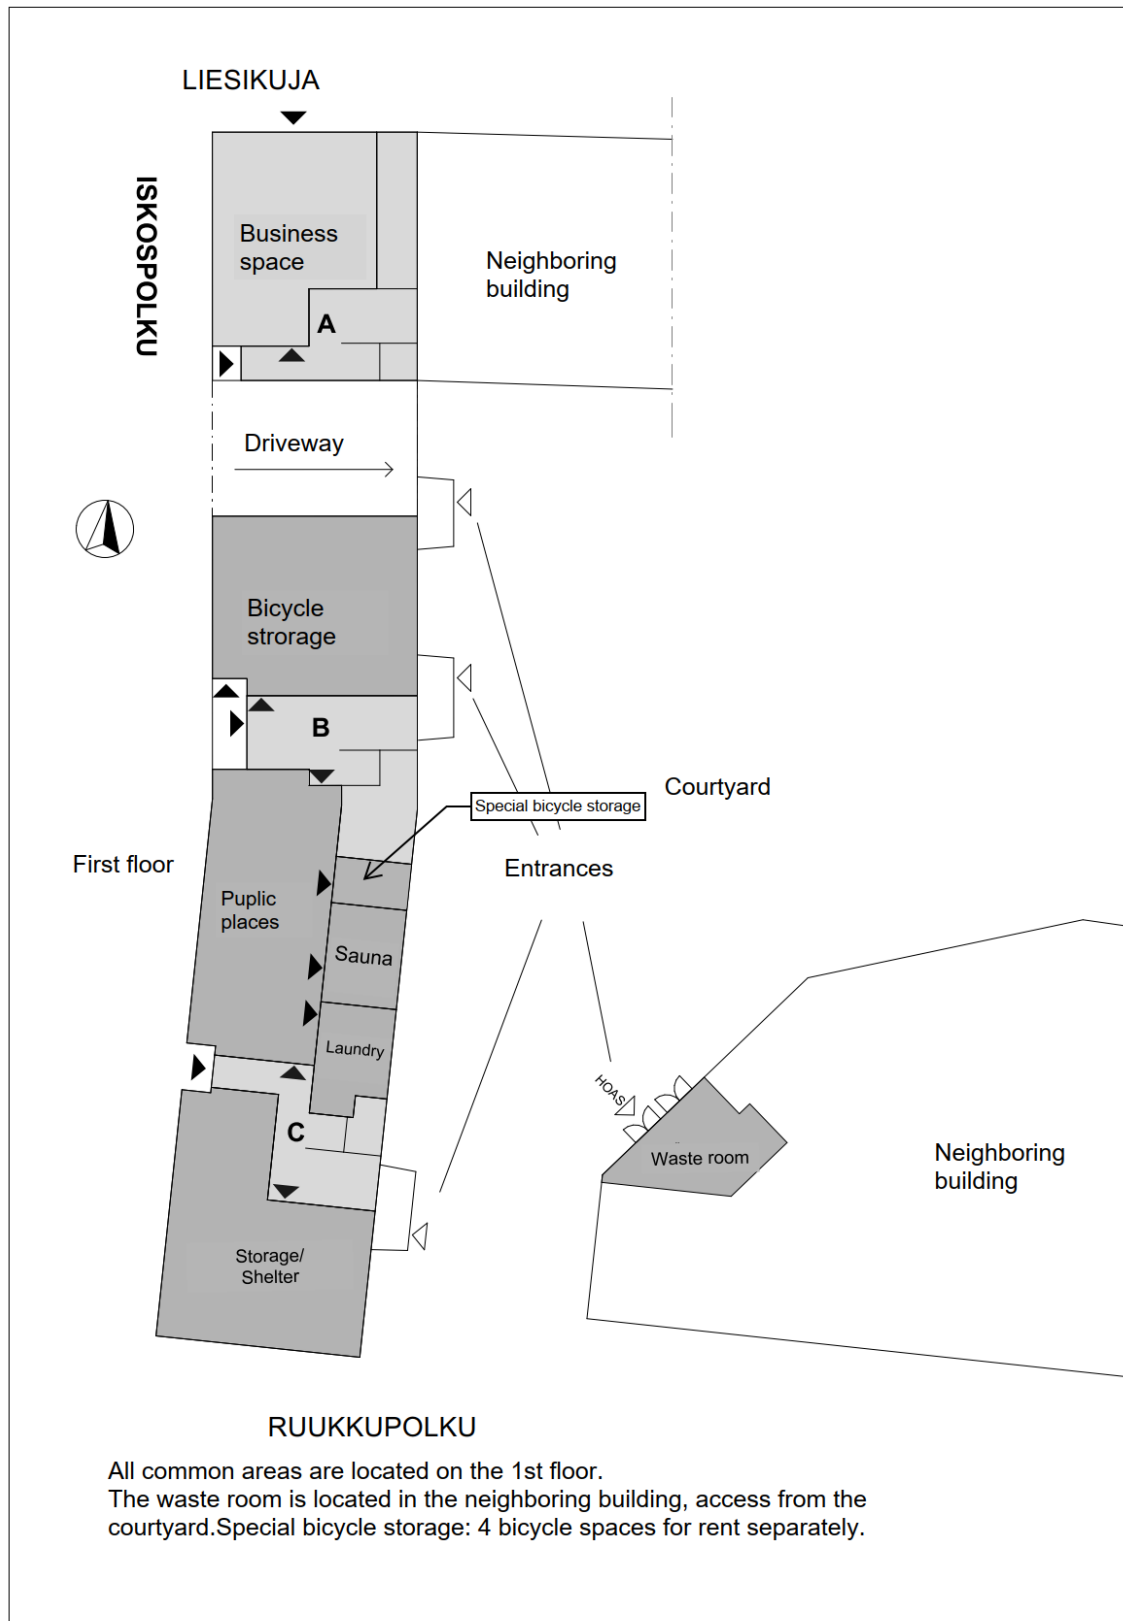 LIESIKUJA
ISKOSPOLKU
Business
space
Neighboring
building
A
Driveway
Bicycle
strorage
B
Special bicycle storage
Courtyard
First floor
Entrances
Puplic
places
Sauna
Laundry
HOAS
C
Waste room
Neighboring
building
Storage/
Shelter
RUUKKUPOLKU
All common areas are located on the 1st floor.
The waste room is located in the neighboring building, access from the
courtyard.Special bicycle storage: 4 bicycle spaces for rent separately.